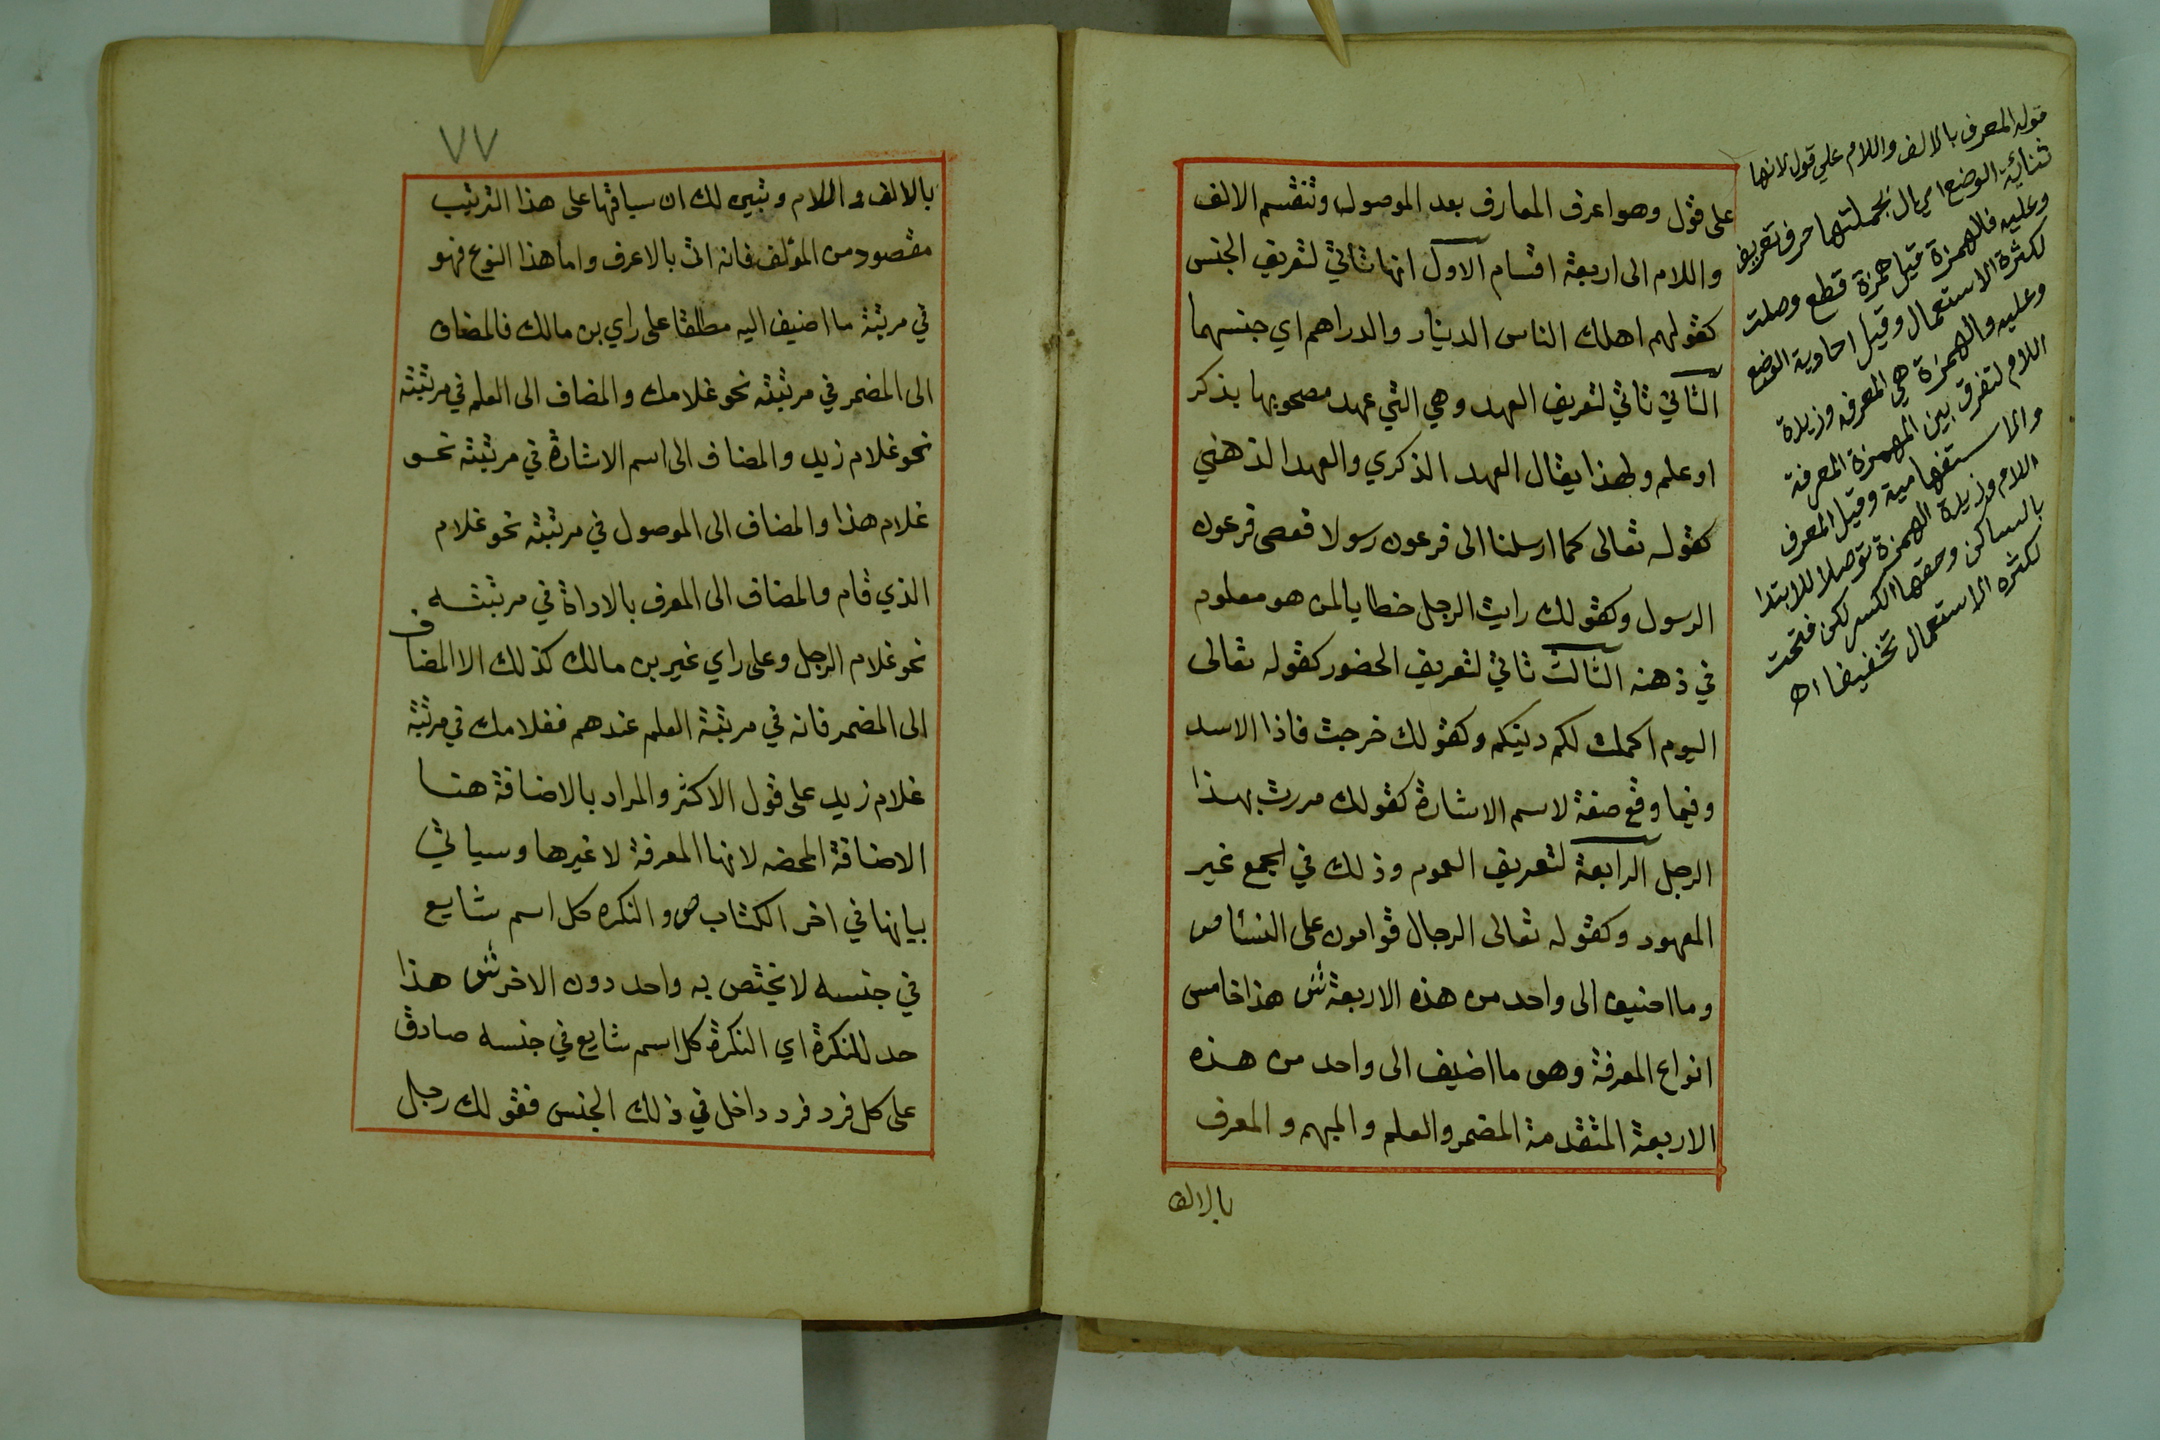 على قول وهو اعرف المعارف بعد الموصول وتنقسم الالف
واللام الى اربعة اقسام الاول انها تاتي لتعريف الجنس
كقولهم اهلك الناس الدينار والدراهم اي جنسهما
الثاني تاتي لتعريف العهد وهي التي عهد مصحوبها بذكر
او علم ولهذا يقال العهد الذكري والعهد الذهني
كقوله تعالى كما ارسلنا الى فرعون رسولا فعصى فرعون
الرسول وكقولك رايت الرجل خطابا لمن هو معلوم
في ذهنه الثالث تاتي لتعريف الحضور كقوله تعالى
اليوم اكملت لكم دينكم وكقولك خرجت فاذا الاسد
وفيما وقع صفة لاسم الاشارة كقولك مررت بهذا
الرجل الرابعة لتعريف العموم وذلك في الجمع غير
المعهود وكقوله تعالى الرجال قوامون على النساء ص
وما اضيف الى واحد من هذه الاربعة ش هذا خامس
انواع المعرفة وهو ما اضيف الى واحد من هذه
الاربعة المتقدمة المضمر والعلم والمبهم والمعرف
بالالف
قوله المعرف بالالف واللام على قول لانها
ثنائية الوضع اي ال بجملتها حرف تعريف
وعليه فالهمزة قيل همزة قطع وصلت
لكثرة الاستعمال وقيل احادية الوضع
وعليه والهمزة هي المعرفه وزيدة
اللام لتفرق بين الهمزة المعرفة
والاستفهامية وقيل المعرف
اللام وزيدة الهمزة توصلا للابتدا
بالساكن وحقها الكسر لكن فتحت
لكثره الاستعمال تخفيفا اه
٧٧
بالالف واللام وتبين لك ان سياقها على هذا الترتيب
مقصود من المؤلف فانه اتى بالاعرف واما هذا النوع فهو
في مرتبة ما اضيف اليه مطلقا على راي بن مالك فالمضاف
الى المضمر في مرتبته نحو غلامك والمضاف الى العلم في مرتبته
نحو غلام زيد والمضاف الى اسم الاشارة في مرتبته نحو
غلام هذا والمضاف الى الموصول في مرتبته نحو غلام
الذي قام والمضاف الى المعرف بالاداة في مرتبته
نحو غلام الرجل وعلى راي غير بن مالك كذلك الا المضاف
الى المضمر فانه في مرتبة العلم عندهم فغلامك في مرتبة
غلام زيد على قول الاكثر والمراد بالاضافة هنا
الاضافة المحضه لانها المعرفة لا غيرها وسياتي
بيانها في اخر الكتاب ص والنكره كل اسم شايع
في جنسه لا يختص به واحد دون الاخر ش هذا
حد للنكرة اي النكرة كل اسم شايع في جنسه صادق
على كل فرد فرد داخل في ذلك الجنس فقولك رجل